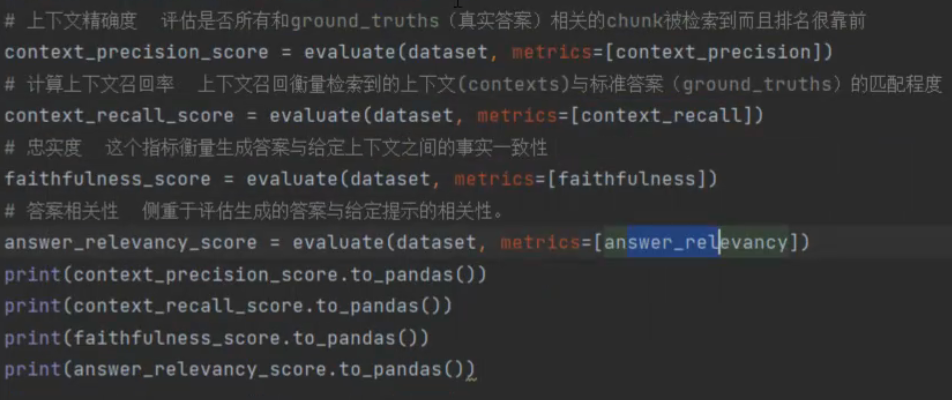 # 上下文精确度  评估是否所有和ground_truths（真实答案）相关的chunk被检索到而且排名很靠前
context_precision_score = evaluate(dataset, metrics=[context_precision])
# 计算上下文召回率  上下文召回衡量检索到的上下文(contexts)与标准答案（ground_truths）的匹配程度
context_recall_score = evaluate(dataset, metrics=[context_recall])
# 忠实度  这个指标衡量生成答案与给定上下文之间的事实一致性
faithfulness_score = evaluate(dataset, metrics=[faithfulness])
# 答案相关性  侧重于评估生成的答案与给定提示的相关性。
answer_relevancy_score = evaluate(dataset, metrics=[answer_relevancy])
print(context_precision_score.to_pandas())
print(context_recall_score.to_pandas())
print(faithfulness_score.to_pandas())
print(answer_relevancy_score.to_pandas())